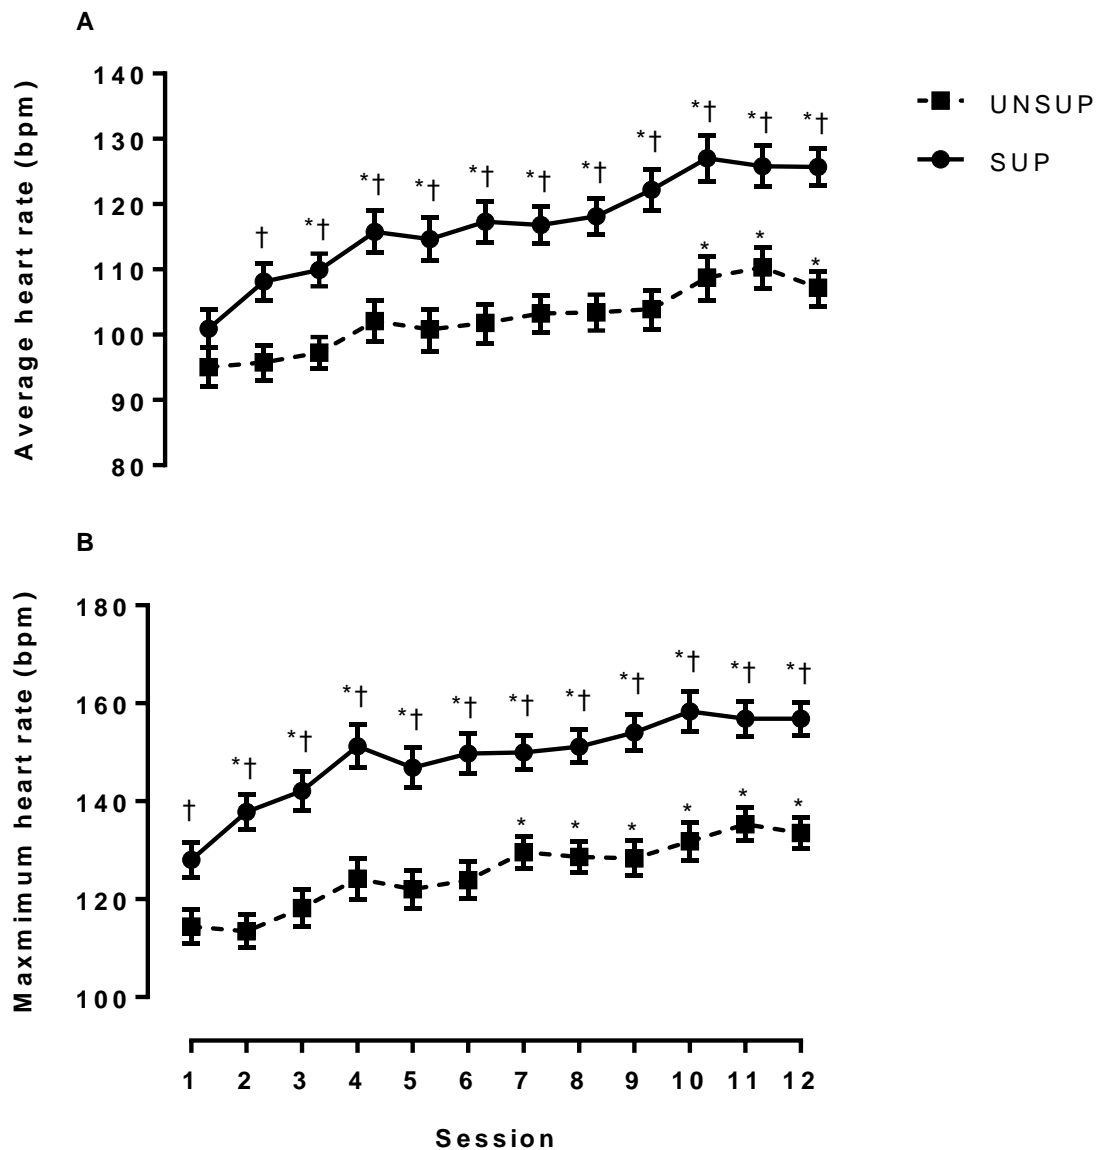 A
Average heart rate (bpm)
140
130
120
110
100
90
80
† *† *† *† *† *† *† *† *† *† *†
* * *
UNSUP
SUP
B
Maxmimum heart rate (bpm)
180
160
140
120
100
† *† *† *† *† *† *† *† *† *† *† *†
* * * * * *
1 2 3 4 5 6 7 8 9 10 11 12
Session